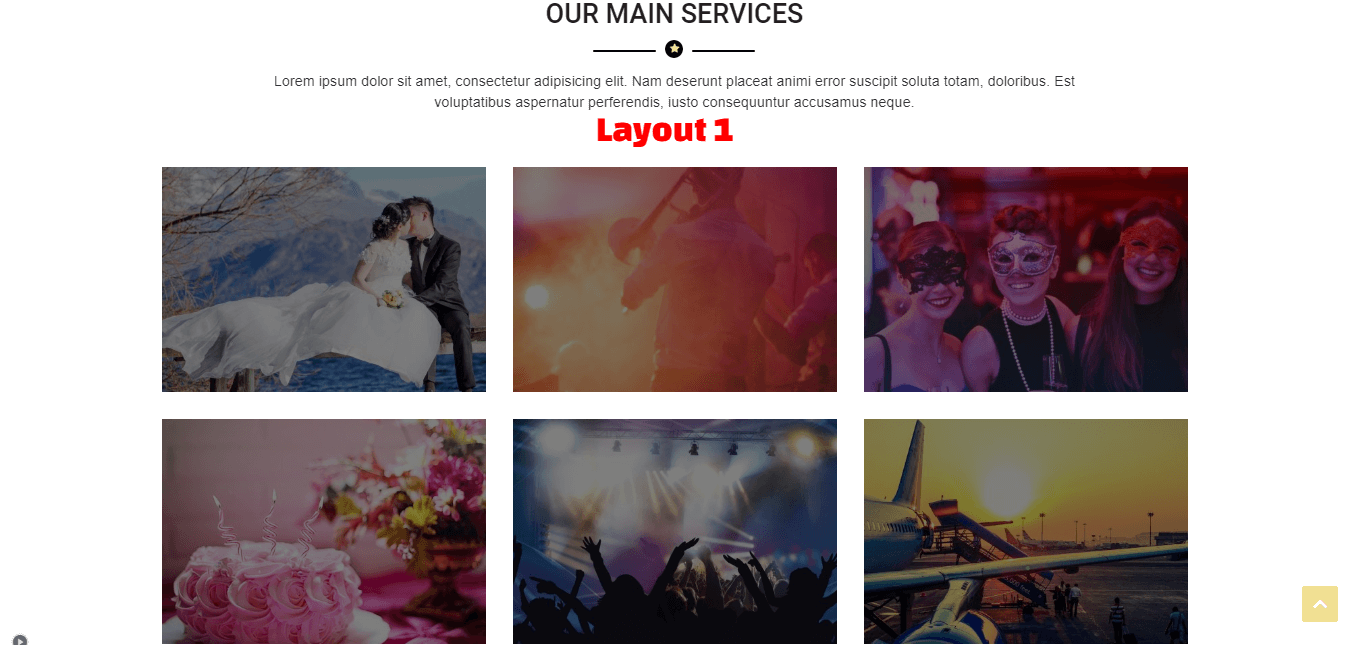 OUR MAIN SERVICES
Lorem ipsum dolor sit amet, consectetur adipisicing elit. Nam deserunt placeat animi error suscipit soluta totam, doloribus. Est
voluptatibus aspernatur perferendis, iusto consequuntur accusamus neque.
Layout 1